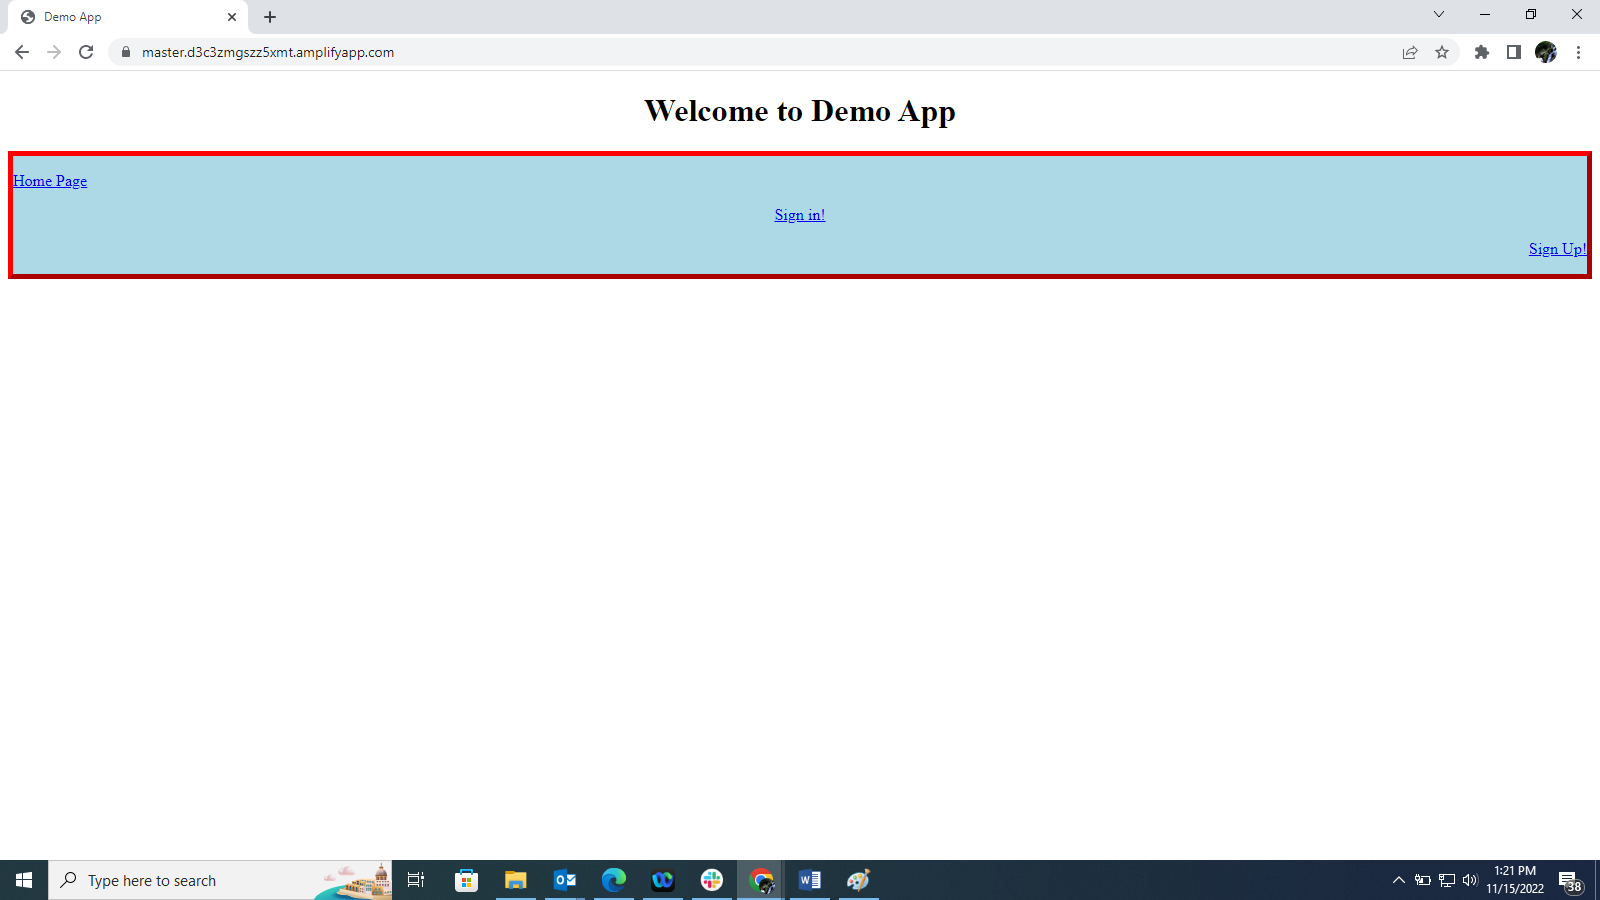 Demo App
master.d3c3zmgszz5xmt.amplifyapp.com
Welcome to Demo App
Home Page
Sign in!
Sign Up!
Type here to search
1:21 PM
11/15/2022
38